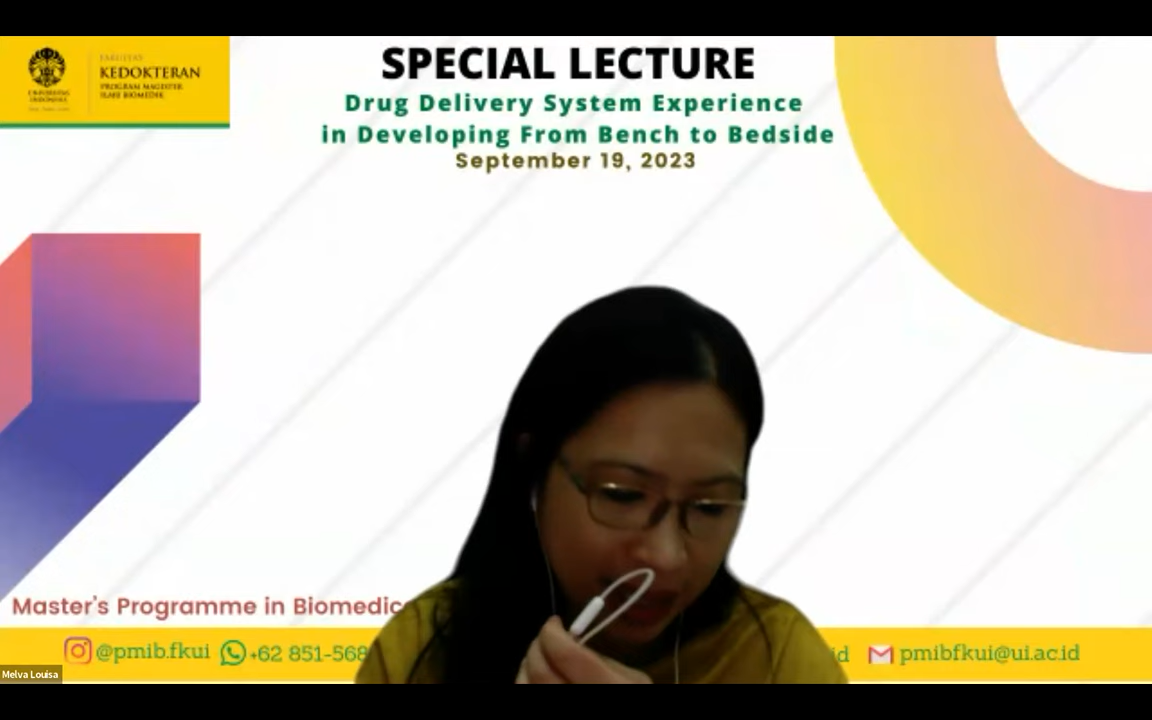 FAKULTAS
KEDOKTERAN
PROGRAM MAGISTER
ILMU BIOMEDIK
UNIVERSITAS
INDONESIA
SPECIAL LECTURE
Drug Delivery System Experience
in Developing From Bench to Bedside
September 19, 2023
Master's Programme in Biomedic
@pmib.fkui +62 851-568 id pmibfkui@ui.ac.id
Melva Louisa